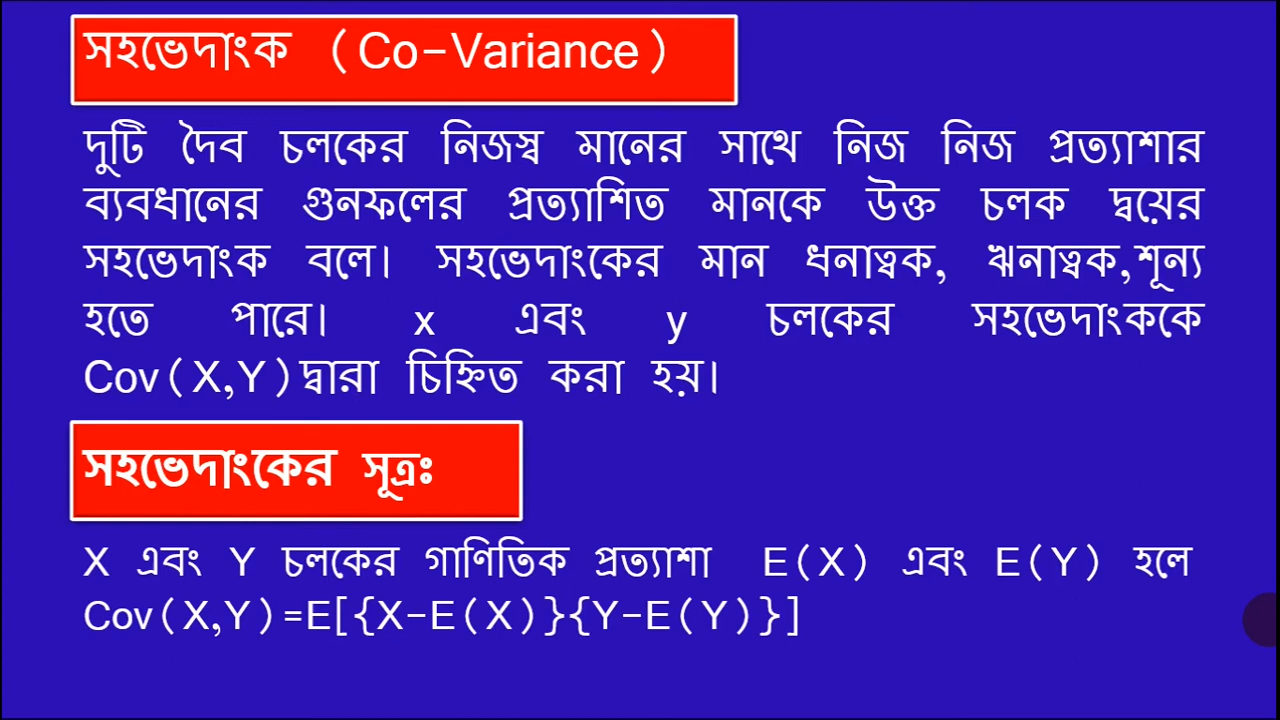 সহভেদাংক (Co-Variance)
দুটি দৈব চলকের নিজস্ব মানের সাথে নিজ নিজ প্রত্যাশার
ব্যবধানের গুনফলের প্রত্যাশিত মানকে উক্ত চলক দ্বয়ের
সহভেদাংক বলে। সহভেদাংকের মান ধনাত্বক, ঋনাত্বক,শূন্য
হতে পারে। x এবং y চলকের সহভেদাংককে
Cov(X,Y)দ্বারা চিহ্নিত করা হয়।
সহভেদাংকের সূত্রঃ
X এবং Y চলকের গাণিতিক প্রত্যাশা E(X) এবং E(Y) হলে
Cov(X,Y)=E[{X-E(X)}{Y-E(Y)}]